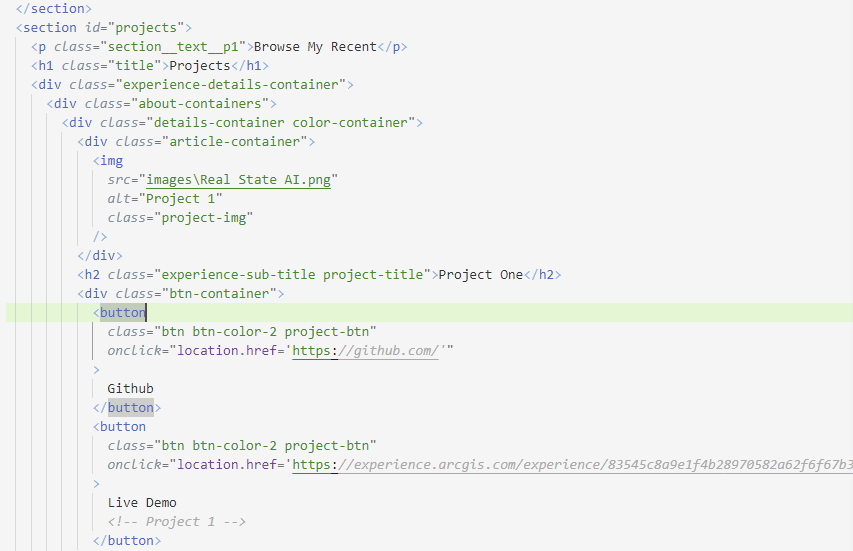 </section>
<section id="projects">
<p class="section__text__p1">Browse My Recent</p>
<h1 class="title">Projects</h1>
<div class="experience-details-container">
<div class="about-containers">
<div class="details-container color-container">
<div class="article-container">
<img
src="images\Real State AI.png"
alt="Project 1"
class="project-img"
/>
</div>
<h2 class="experience-sub-title project-title">Project One</h2>
<div class="btn-container">
<button
class="btn btn-color-2 project-btn"
onclick="location.href='https://github.com/'"
>
Github
</button>
<button
class="btn btn-color-2 project-btn"
onclick="location.href='https://experience.arcgis.com/experience/83545c8a9e1f4b28970582a62f6f67b3
>
Live Demo
<!-- Project 1 -->
</button>